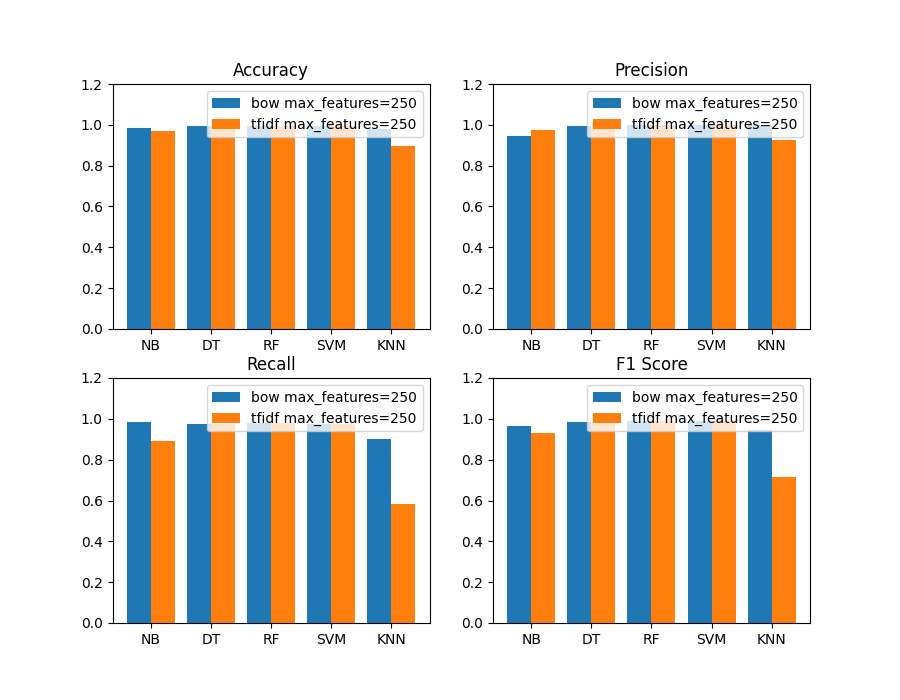 Accuracy
1.2
1.0
0.8
0.6
0.4
0.2
0.0
bow max_features=250
tfidf max_features=250
NB DT RF SVM KNN
Precision
1.2
1.0
0.8
0.6
0.4
0.2
0.0
bow max_features=250
tfidf max_features=250
NB DT RF SVM KNN
Recall
1.2
1.0
0.8
0.6
0.4
0.2
0.0
bow max_features=250
tfidf max_features=250
NB DT RF SVM KNN
F1 Score
1.2
1.0
0.8
0.6
0.4
0.2
0.0
bow max_features=250
tfidf max_features=250
NB DT RF SVM KNN